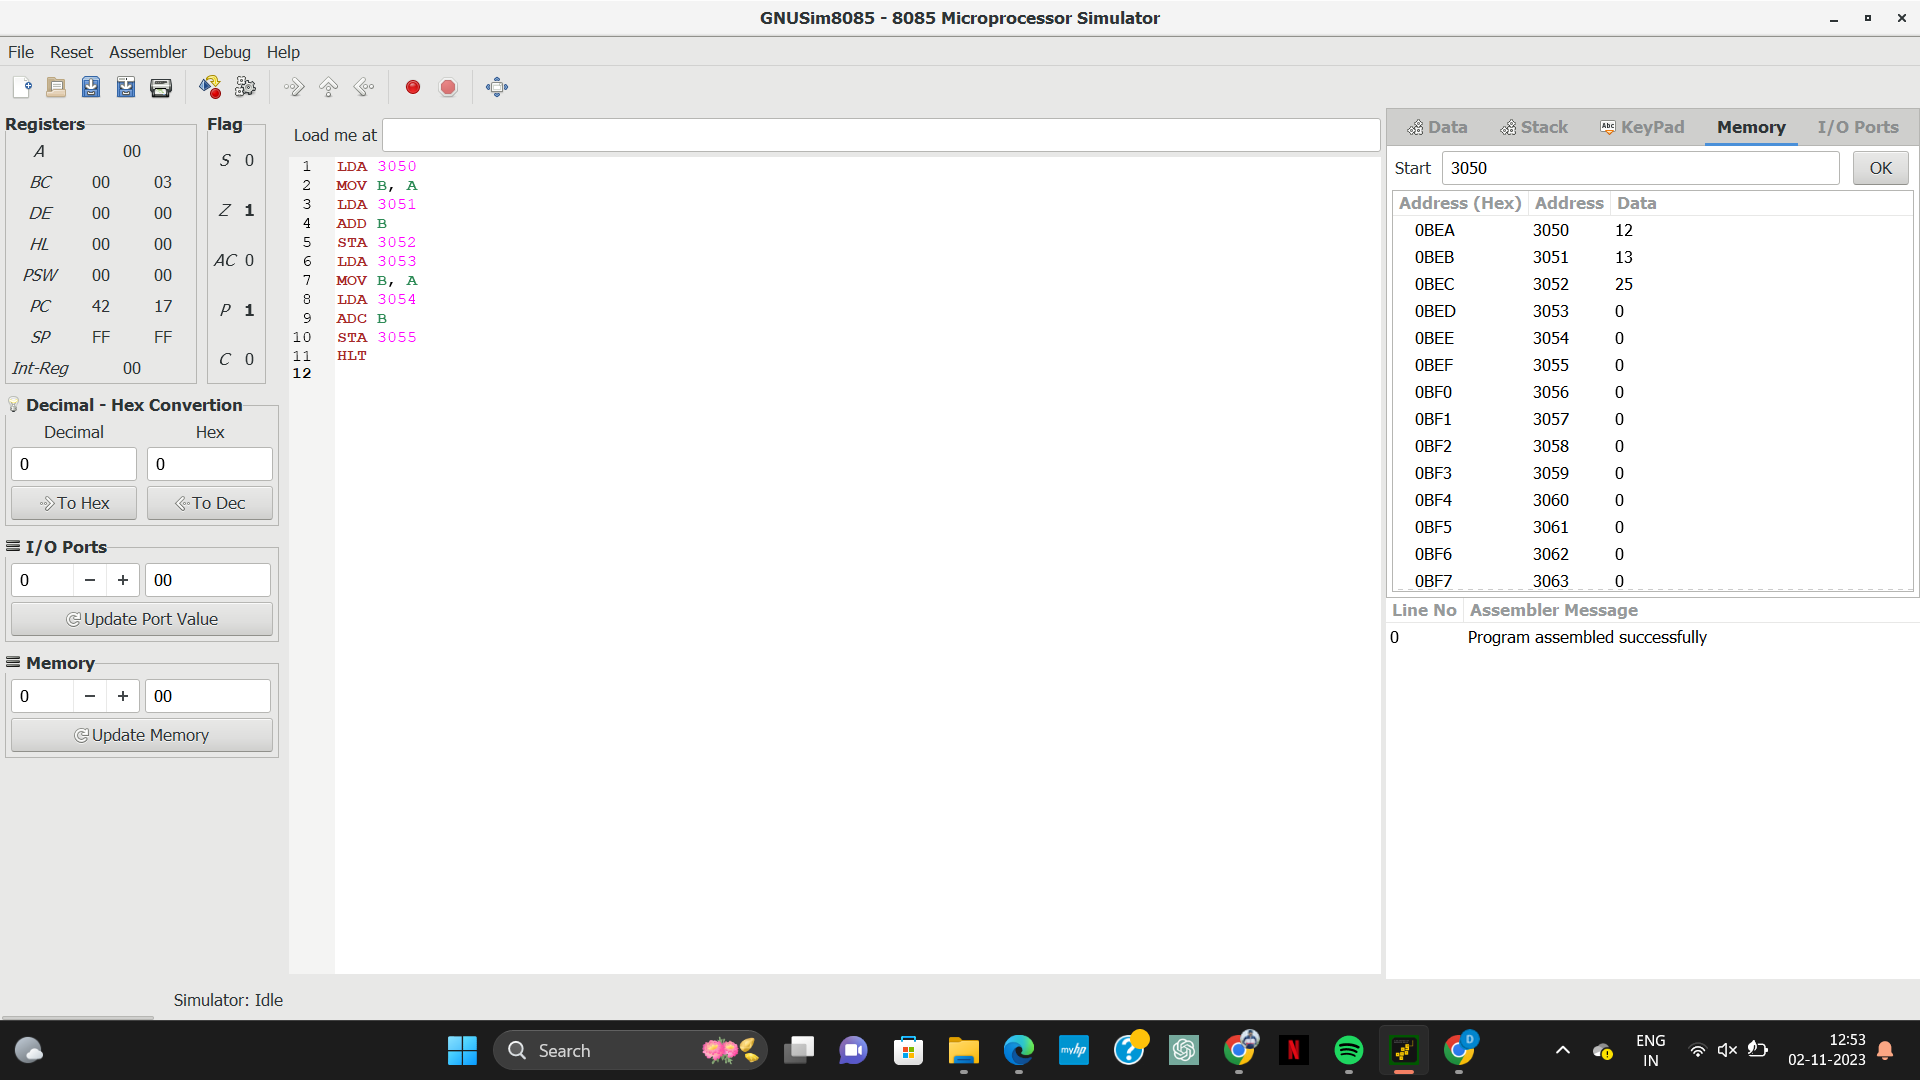 GNUSim8085 - 8085 Microprocessor Simulator
File Reset Assembler Debug Help
Registers
A 00
BC 00 03
DE 00 00
HL 00 00
PSW 00 00
PC 42 17
SP FF FF
Int-Reg 00
Flag
S 0
Z 1
AC 0
P 1
C 0
Decimal - Hex Convertion
Decimal Hex
0 0
To Hex To Dec
I/O Ports
0 − + 00
Update Port Value
Memory
0 − + 00
Update Memory
Load me at
1 LDA 3050
2 MOV B, A
3 LDA 3051
4 ADD B
5 STA 3052
6 LDA 3053
7 MOV B, A
8 LDA 3054
9 ADC B
10 STA 3055
11 HLT
12
Data Stack Abc KeyPad Memory I/O Ports
Start 3050 OK
Address (Hex) Address Data
0BEA 3050 12
0BEB 3051 13
0BEC 3052 25
0BED 3053 0
0BEE 3054 0
0BEF 3055 0
0BF0 3056 0
0BF1 3057 0
0BF2 3058 0
0BF3 3059 0
0BF4 3060 0
0BF5 3061 0
0BF6 3062 0
0BF7 3063 0
Line No Assembler Message
0 Program assembled successfully
Simulator: Idle
Search
myhp
N
D
ENG
IN
12:53
02-11-2023